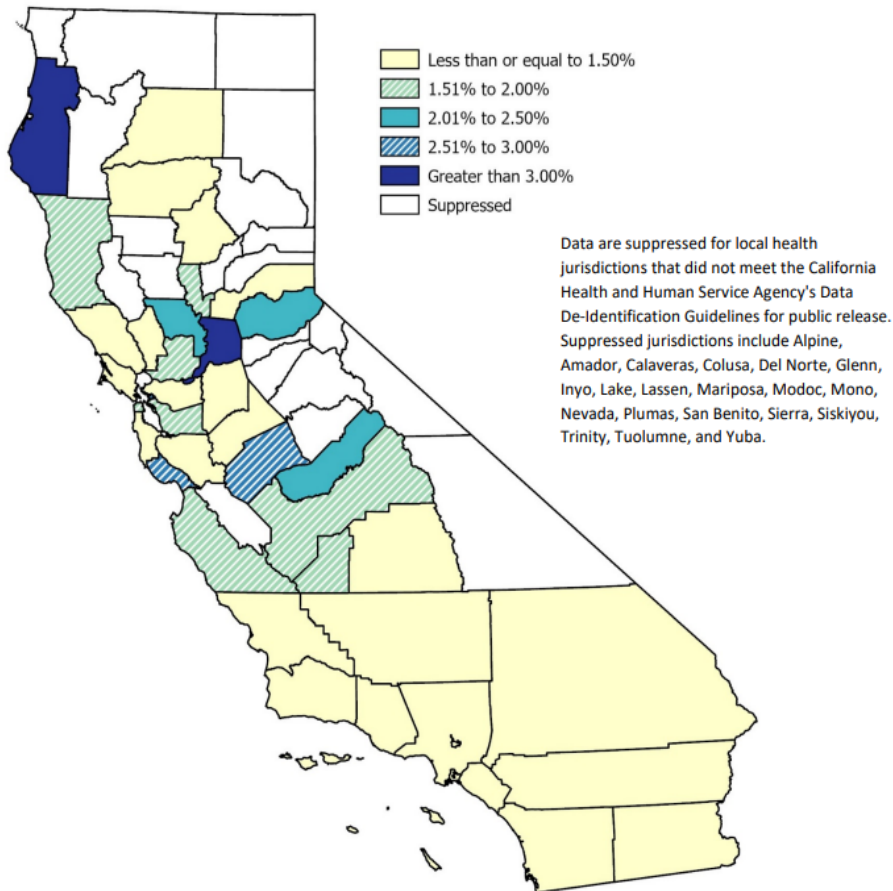 Less than or equal to 1.50%
1.51% to 2.00%
2.01% to 2.50%
2.51% to 3.00%
Greater than 3.00%
Suppressed
Data are suppressed for local health
jurisdictions that did not meet the California
Health and Human Service Agency's Data
De-Identification Guidelines for public release.
Suppressed jurisdictions include Alpine,
Amador, Calaveras, Colusa, Del Norte, Glenn,
Inyo, Lake, Lassen, Mariposa, Modoc, Mono,
Nevada, Plumas, San Benito, Sierra, Siskiyou,
Trinity, Tuolumne, and Yuba.